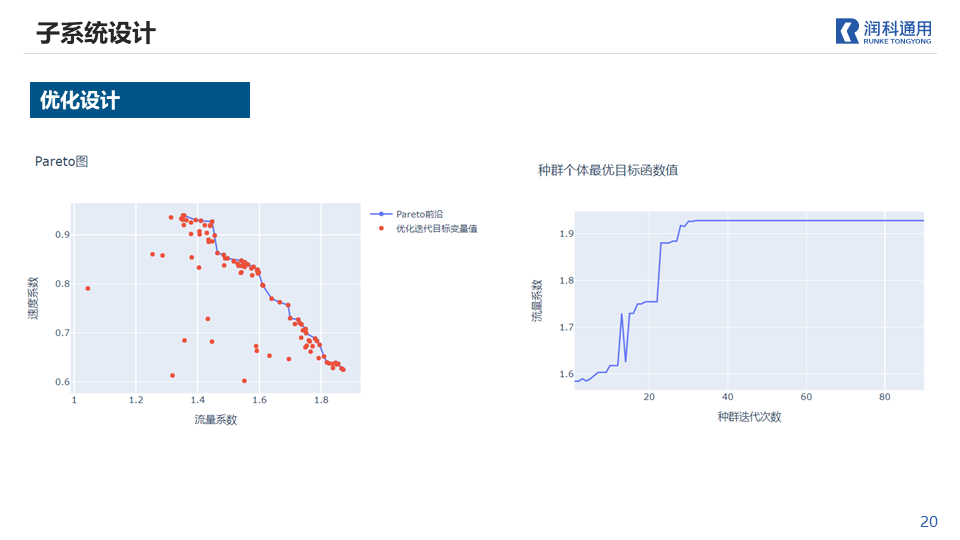 子系统设计
润科通用
RUNKE TONGYONG
优化设计
Pareto图
Pareto前沿
优化迭代目标变量值
0.9
0.8
0.7
0.6
速度系数
1
1.2
1.4
1.6
1.8
流量系数
种群个体最优目标函数值
1.9
1.8
1.7
1.6
流量系数
20
40
60
80
种群迭代次数
20